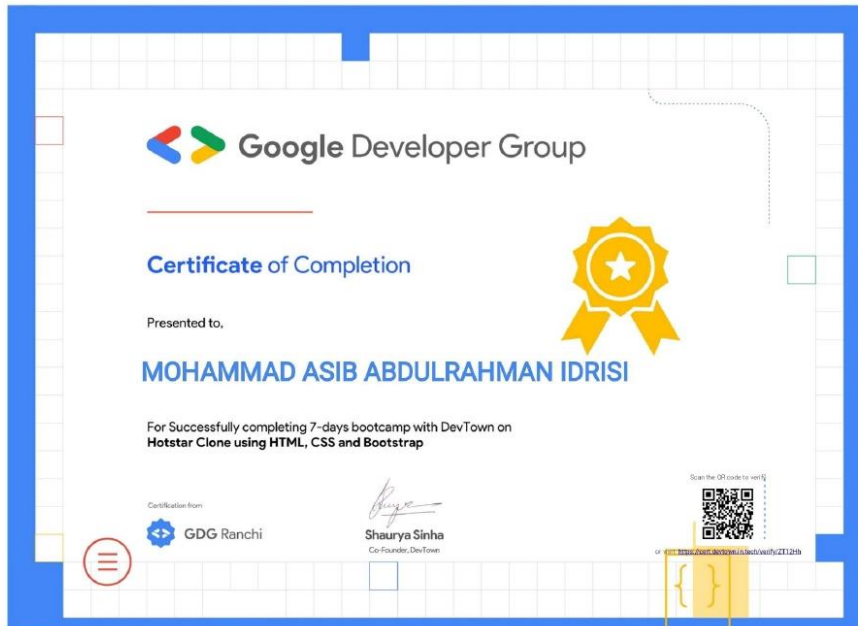 Google Developer Group
Certificate of Completion
Presented to,
MOHAMMAD ASIB ABDULRAHMAN IDRISI
For Successfully completing 7-days bootcamp with DevTown on
Hotstar Clone using HTML, CSS and Bootstrap
Certification from
GDG Ranchi
Shaurya Sinha
Co-Founder, DevTown
Scan the QR code to verify
or visit